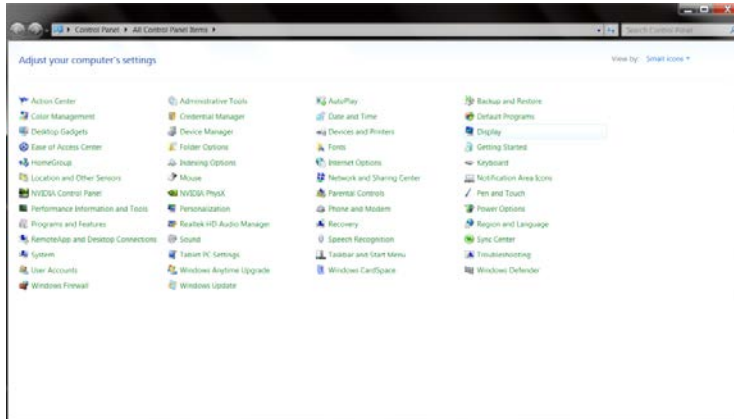 Control Panel ▸ All Control Panel Items ▸ Search Control Panel
Adjust your computer's settings View by: Small icons
Action Center Administrative Tools AutoPlay Backup and Restore
Color Management Credential Manager Date and Time Default Programs
Desktop Gadgets Device Manager Devices and Printers Display
Ease of Access Center Folder Options Fonts Getting Started
HomeGroup Indexing Options Internet Options Keyboard
Location and Other Sensors Mouse Network and Sharing Center Notification Area Icons
NVIDIA Control Panel NVIDIA PhysX Parental Controls Pen and Touch
Performance Information and Tools Personalization Phone and Modem Power Options
Programs and Features Realtek HD Audio Manager Recovery Region and Language
RemoteApp and Desktop Connections Sound Speech Recognition Sync Center
System Tablet PC Settings Taskbar and Start Menu Troubleshooting
User Accounts Windows Anytime Upgrade Windows CardSpace Windows Defender
Windows Firewall Windows Update